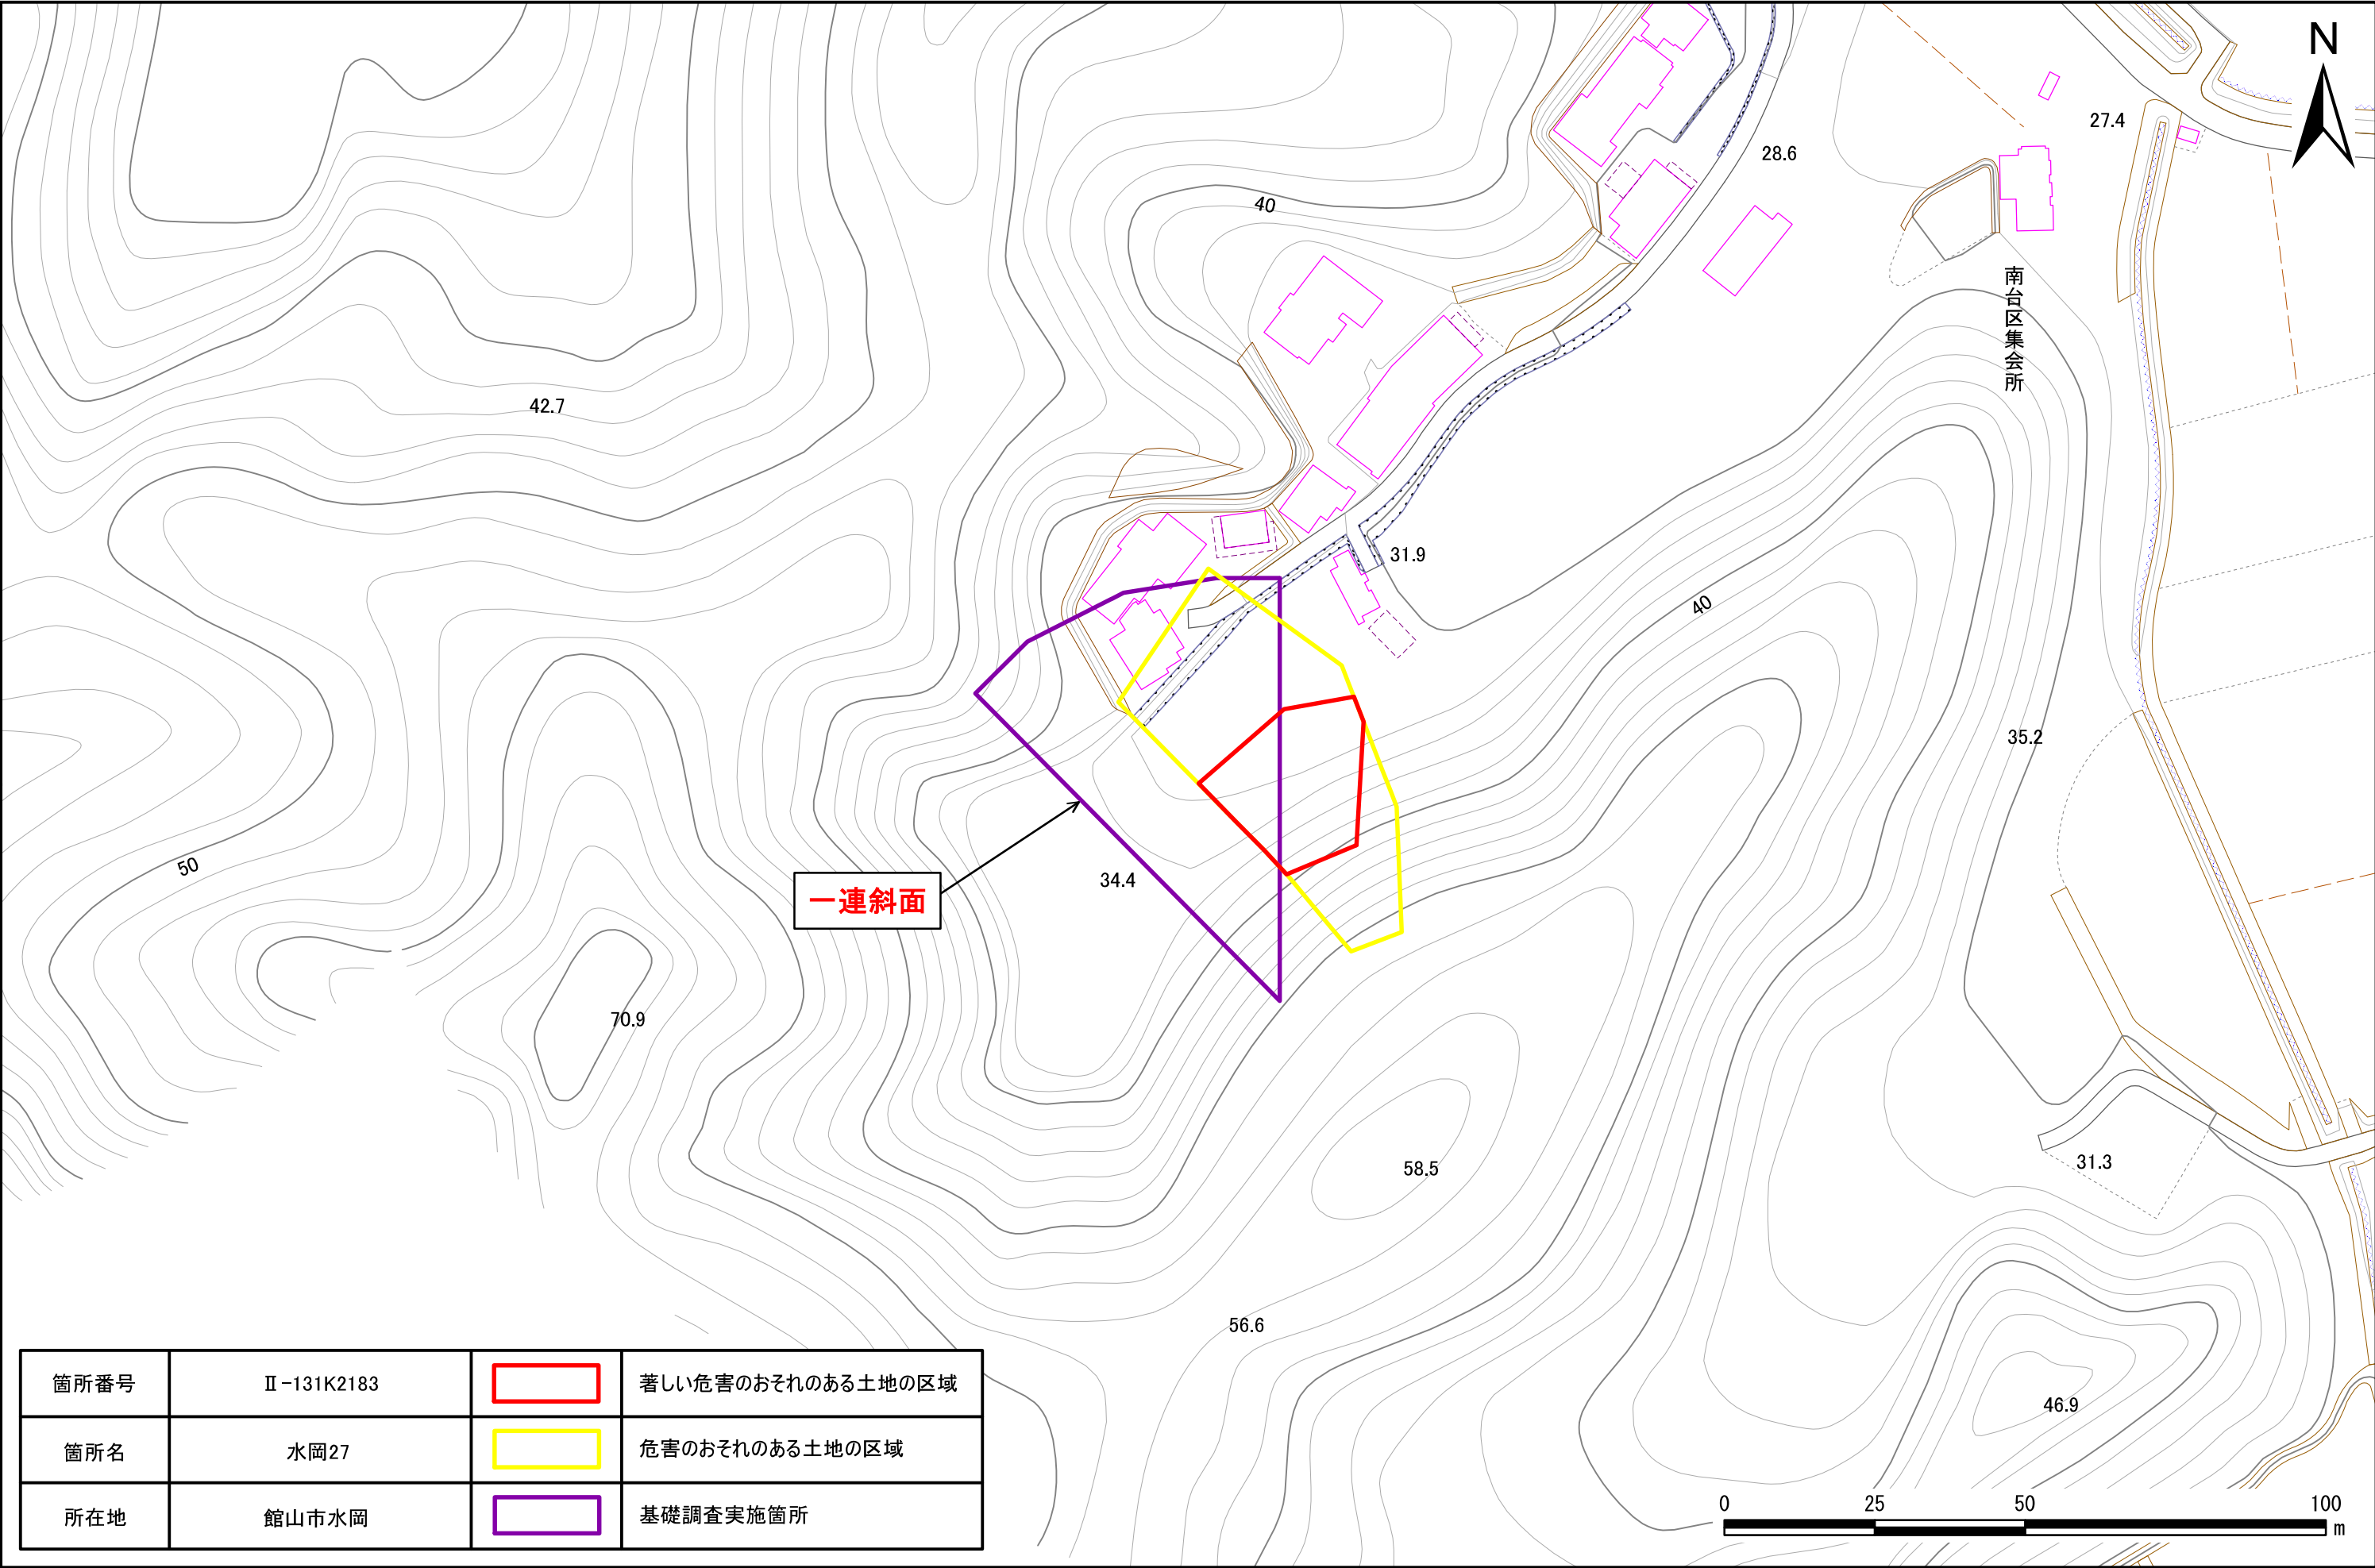 N
27.4
28.6
40
南台区集会所
42.7
31.9
40
35.2
50
34.4
一連斜面
70.9
31.3
58.5
56.6
46.9
箇所番号 Ⅱ-131K2183 著しい危害のおそれのある土地の区域
箇所名 水岡27 危害のおそれのある土地の区域
所在地 館山市水岡 基礎調査実施箇所
0 25 50 100
m